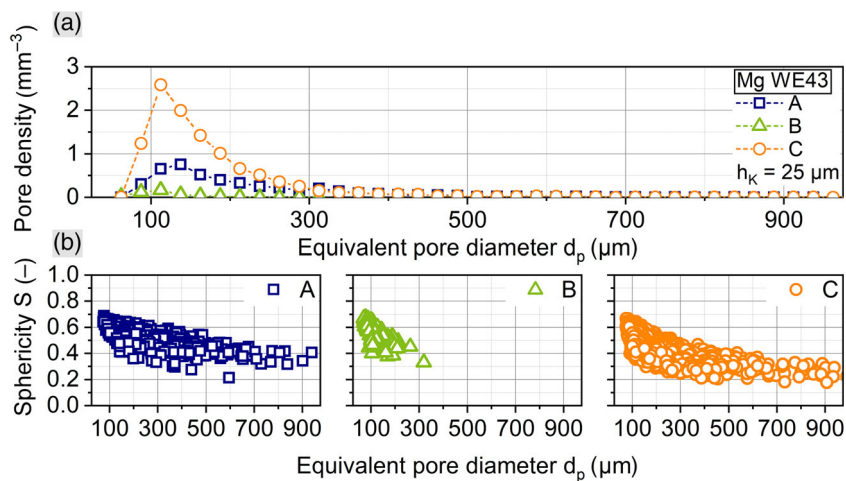 (a)
Pore density (mm⁻³)
3
2
1
0
Mg WE43
A
B
C
h_K = 25 µm
100 300 500 700 900
Equivalent pore diameter d_p (µm)
(b)
Sphericity S (–)
1.0
0.8
0.6
0.4
0.2
0.0
A
B
C
100 300 500 700 900 100 300 500 700 900 100 300 500 700 900
Equivalent pore diameter d_p (µm)